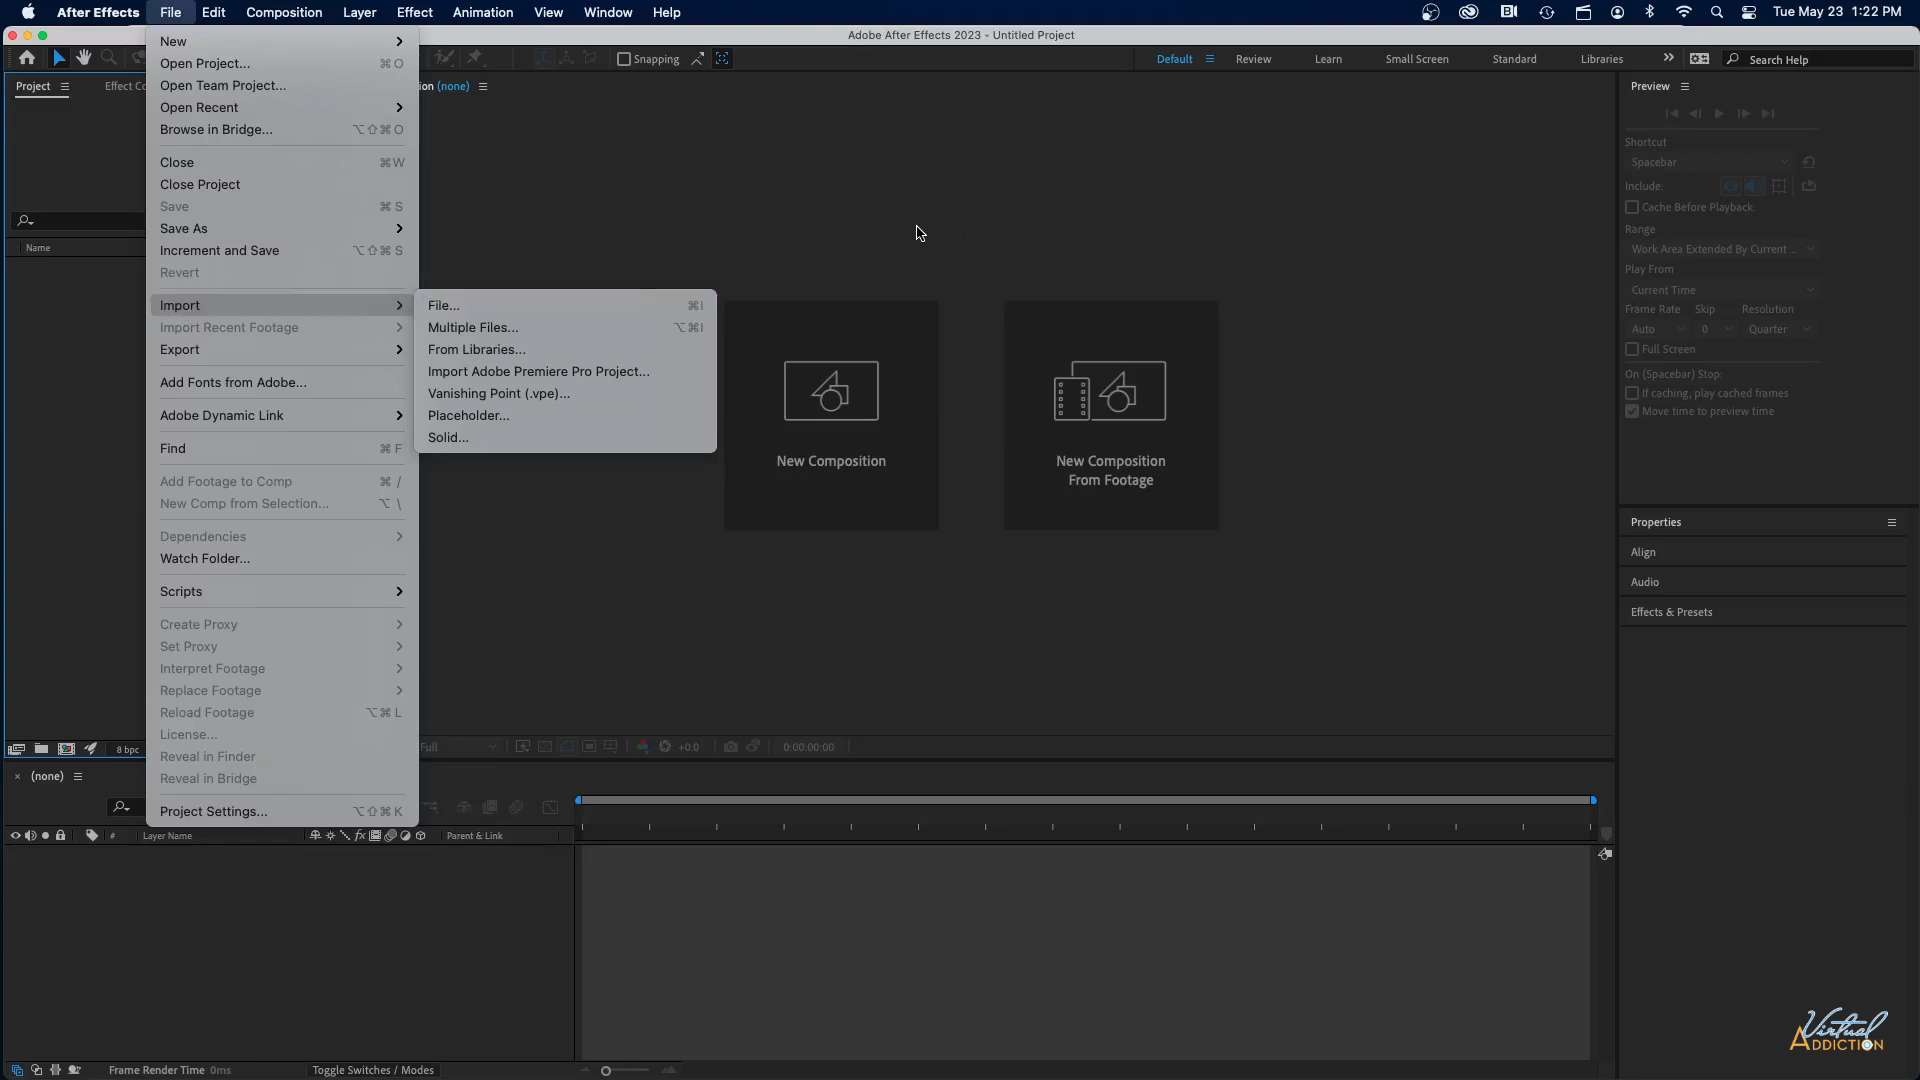 After Effects File Edit Composition Layer Effect Animation View Window Help
Tue May 23 1:22 PM
Adobe After Effects 2023 - Untitled Project
Snapping
Default Review Learn Small Screen Standard Libraries Search Help
Project Effect Co
ion (none)
Name
8 bpc
New
Open Project... ⌘ O
Open Team Project...
Open Recent
Browse in Bridge... ⌥⇧⌘ O
Close ⌘W
Close Project
Save ⌘ S
Save As
Increment and Save ⌥⇧⌘ S
Revert
Import
Import Recent Footage
Export
Add Fonts from Adobe...
Adobe Dynamic Link
Find ⌘ F
Add Footage to Comp ⌘ /
New Comp from Selection... ⌥ \
Dependencies
Watch Folder...
Scripts
Create Proxy
Set Proxy
Interpret Footage
Replace Footage
Reload Footage ⌥⌘ L
License...
Reveal in Finder
Reveal in Bridge
Project Settings... ⌥⇧⌘ K
File... ⌘I
Multiple Files... ⌥⌘I
From Libraries...
Import Adobe Premiere Pro Project...
Vanishing Point (.vpe)...
Placeholder...
Solid...
New Composition
New Composition
From Footage
Full +0.0 0:00:00:00
Preview
Shortcut
Spacebar
Include:
Cache Before Playback
Range
Work Area Extended By Current ...
Play From
Current Time
Frame Rate Skip Resolution
Auto 0 Quarter
Full Screen
On (Spacebar) Stop:
If caching, play cached frames
Move time to preview time
Properties
Align
Audio
Effects & Presets
(none)
# Layer Name fx Parent & Link
Frame Render Time 0ms Toggle Switches / Modes
Virtual
ADDICTION